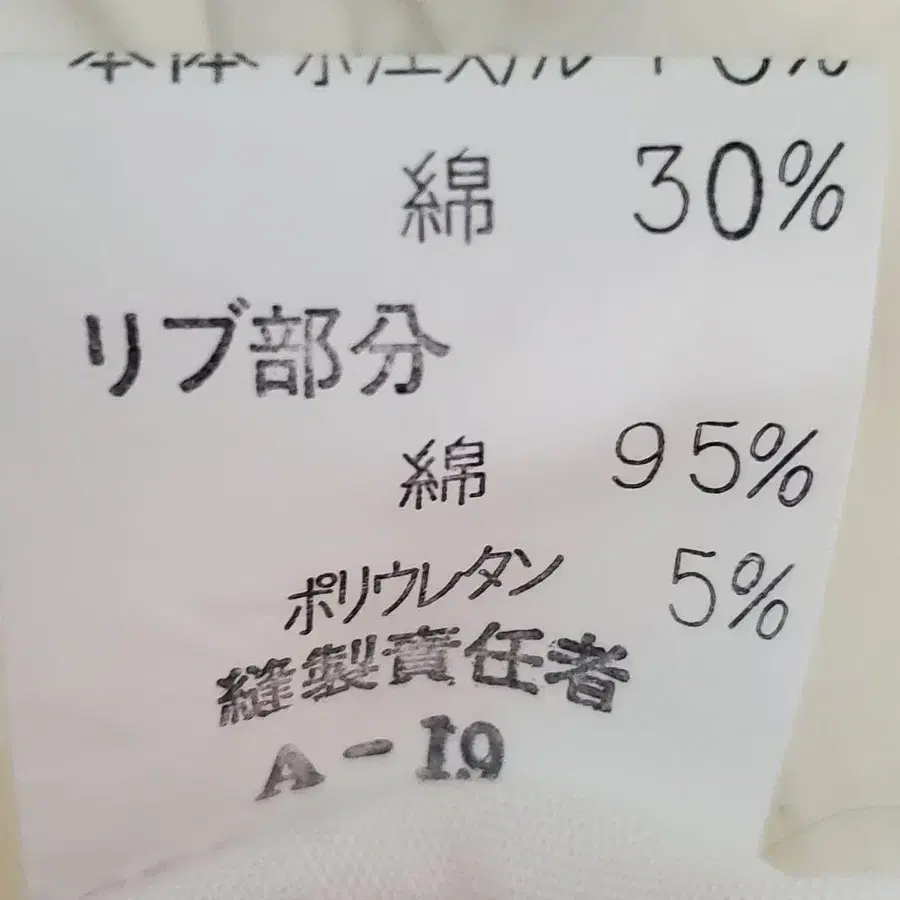 綿 30%
リブ部分
綿 95%
ポリウレタン 5%
縫製責任者
A-19